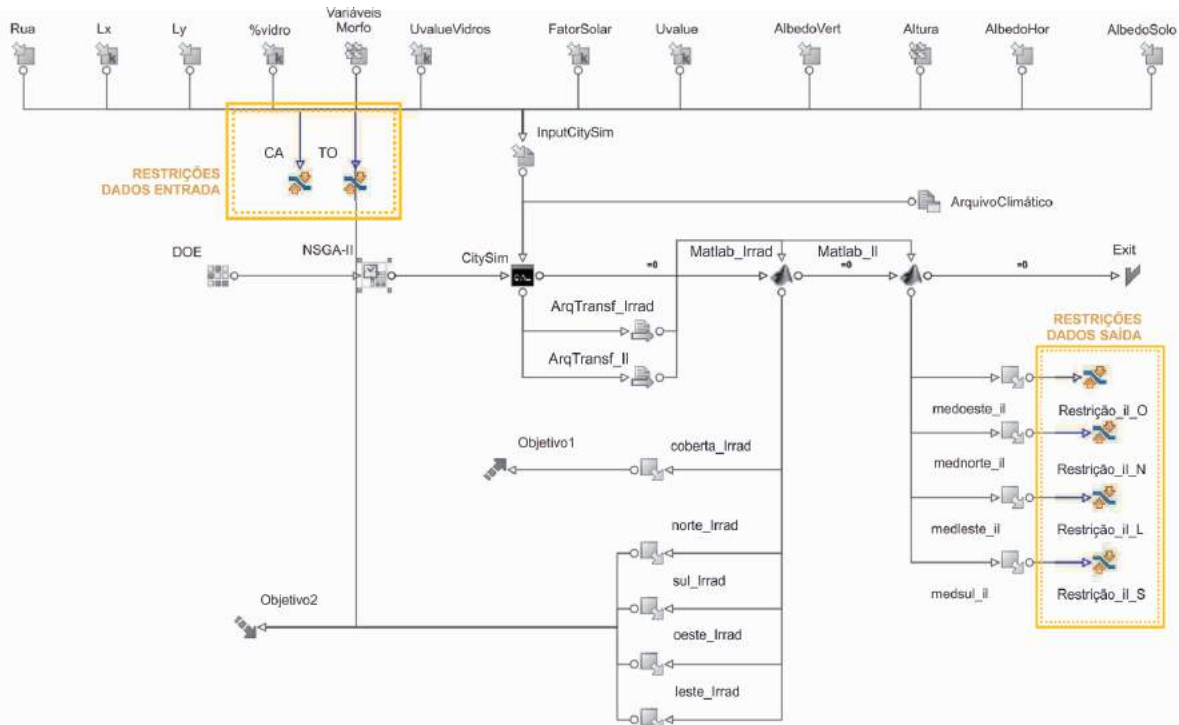 Rua
Lx
Ly
%vidro
Variáveis
Morfo
UvalueVidros
FatorSolar
Uvalue
AlbedoVert
Altura
AlbedoHor
AlbedoSolo
k
k
k
k
RESTRIÇÕES
DADOS ENTRADA
CA
TO
InputCitySim
ArquivoClimático
DOE
NSGA-II
CitySim
=0
Matlab_Irrad
Matlab_Il
=0
=0
Exit
ArqTransf_Irrad
ArqTransf_Il
RESTRIÇÕES
DADOS SAÍDA
medoeste_il
Restrição_il_O
mednorte_il
Restrição_il_N
medleste_il
Restrição_il_L
medsul_il
Restrição_il_S
Objetivo1
coberta_Irrad
norte_Irrad
sul_Irrad
Objetivo2
oeste_Irrad
leste_Irrad